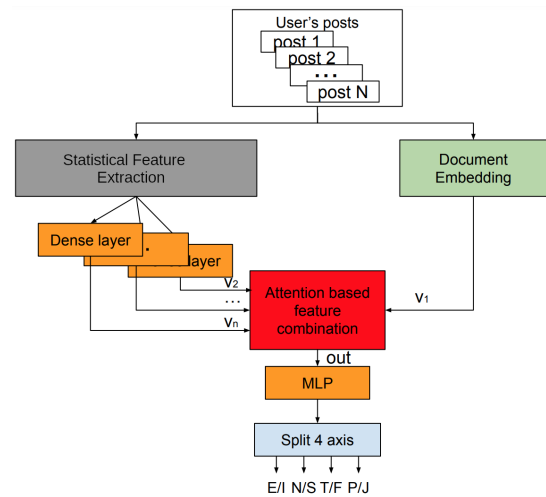 User's posts
post 1
post 2
...
post N
Statistical Feature
Extraction
Document
Embedding
Dense layer
.
layer
v2
...
vn
Attention based
feature
combination
v1
out
MLP
Split 4 axis
E/I N/S T/F P/J